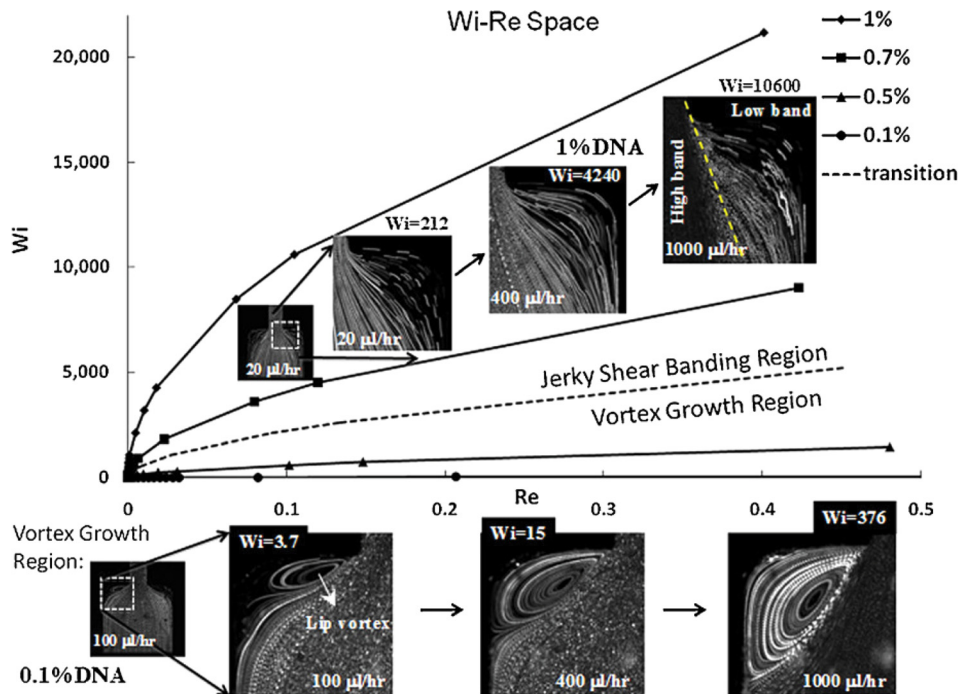 Wi-Re Space
1%
0.7%
0.5%
0.1%
transition
Wi
20,000
15,000
10,000
5,000
0
Wi=10600
Low band
High band
1000 µl/hr
1%DNA
Wi=4240
400 µl/hr
Wi=212
20 µl/hr
20 µl/hr
Jerky Shear Banding Region
Vortex Growth Region
0
0.1
0.2
0.3
0.4
0.5
Re
Vortex Growth
Region:
100 µl/hr
0.1%DNA
Wi=3.7
Lip vortex
100 µl/hr
Wi=15
400 µl/hr
Wi=376
1000 µl/hr